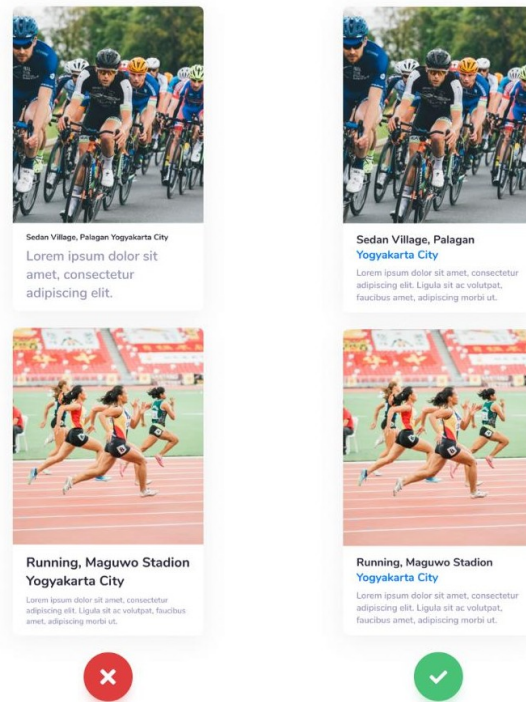 Sedan Village, Palagan Yogyakarta City
Lorem ipsum dolor sit
amet, consectetur
adipiscing elit.
Running, Maguwo Stadion
Yogyakarta City
Lorem ipsum dolor sit amet, consectetur
adipiscing elit. Ligula sit ac volutpat, faucibus
amet, adipiscing morbi ut.
Sedan Village, Palagan
Yogyakarta City
Lorem ipsum dolor sit amet, consectetur
adipiscing elit. Ligula sit ac volutpat,
faucibus amet, adipiscing morbi ut.
Running, Maguwo Stadion
Yogyakarta City
Lorem ipsum dolor sit amet, consectetur
adipiscing elit. Ligula sit ac volutpat,
faucibus amet, adipiscing morbi ut.